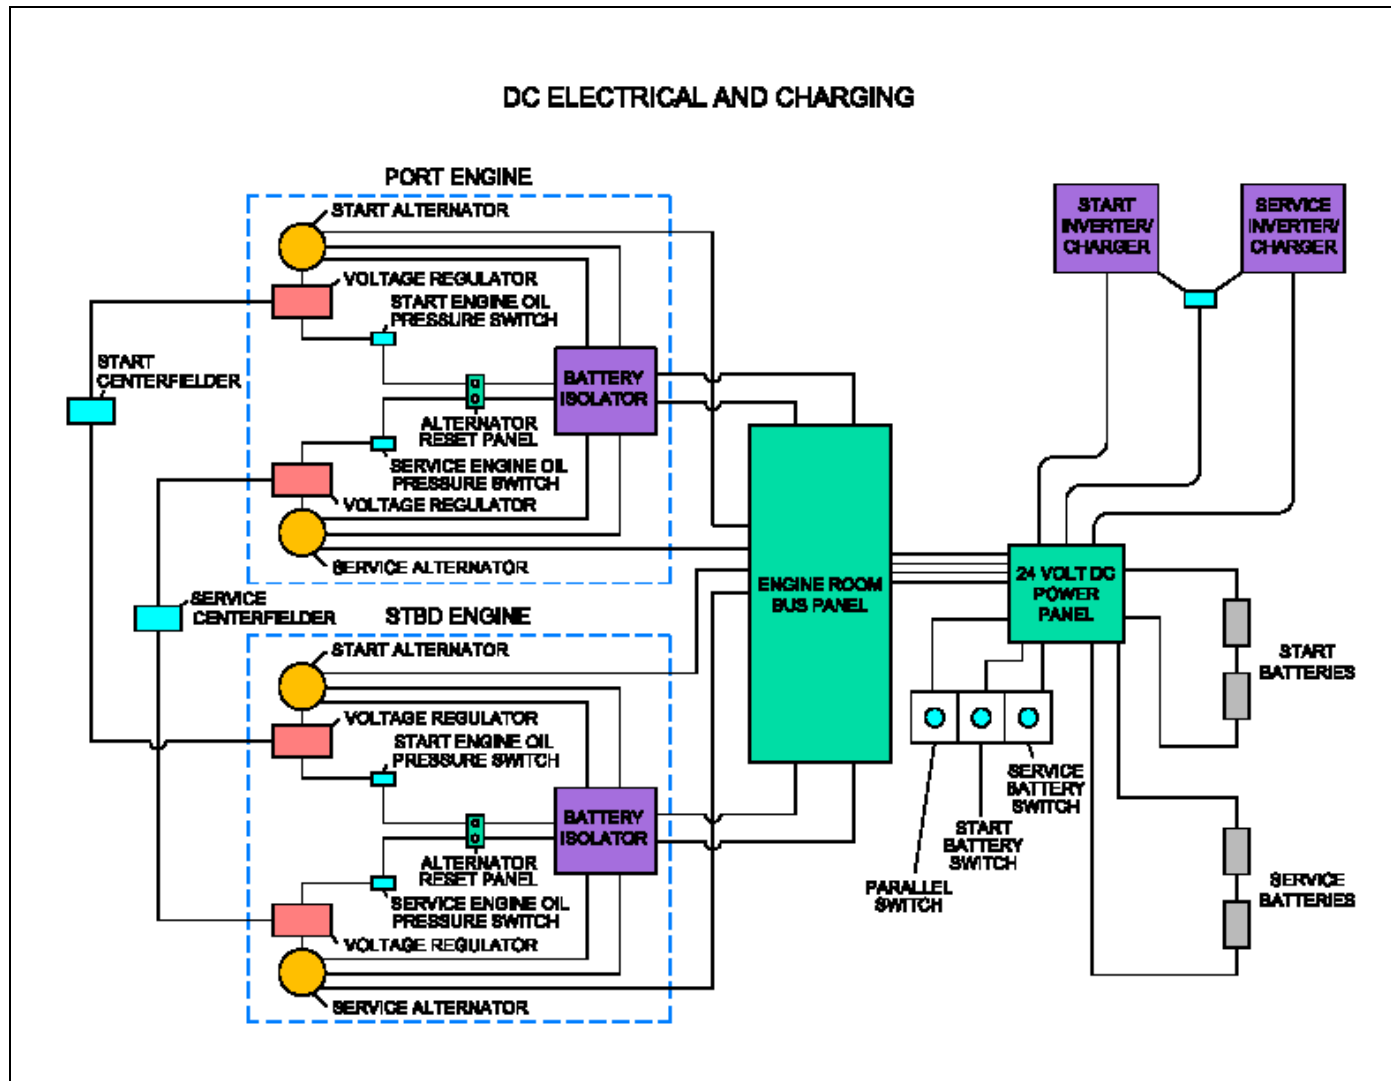 DC ELECTRICAL AND CHARGING
PORT ENGINE
START ALTERNATOR
VOLTAGE REGULATOR
START ENGINE OIL
PRESSURE SWITCH
START
CENTERFIELDER
BATTERY
ISOLATOR
ALTERNATOR
RESET PANEL
SERVICE ENGINE OIL
PRESSURE SWITCH
VOLTAGE REGULATOR
SERVICE ALTERNATOR
SERVICE
CENTERFIELDER
STBD ENGINE
START ALTERNATOR
VOLTAGE REGULATOR
START ENGINE OIL
PRESSURE SWITCH
BATTERY
ISOLATOR
ALTERNATOR
RESET PANEL
SERVICE ENGINE OIL
PRESSURE SWITCH
VOLTAGE REGULATOR
SERVICE ALTERNATOR
ENGINE ROOM
BUS PANEL
START
INVERTER/
CHARGER
SERVICE
INVERTER/
CHARGER
24 VOLT DC
POWER
PANEL
START
BATTERIES
SERVICE
BATTERY
SWITCH
START
BATTERY
SWITCH
PARALLEL
SWITCH
SERVICE
BATTERIES